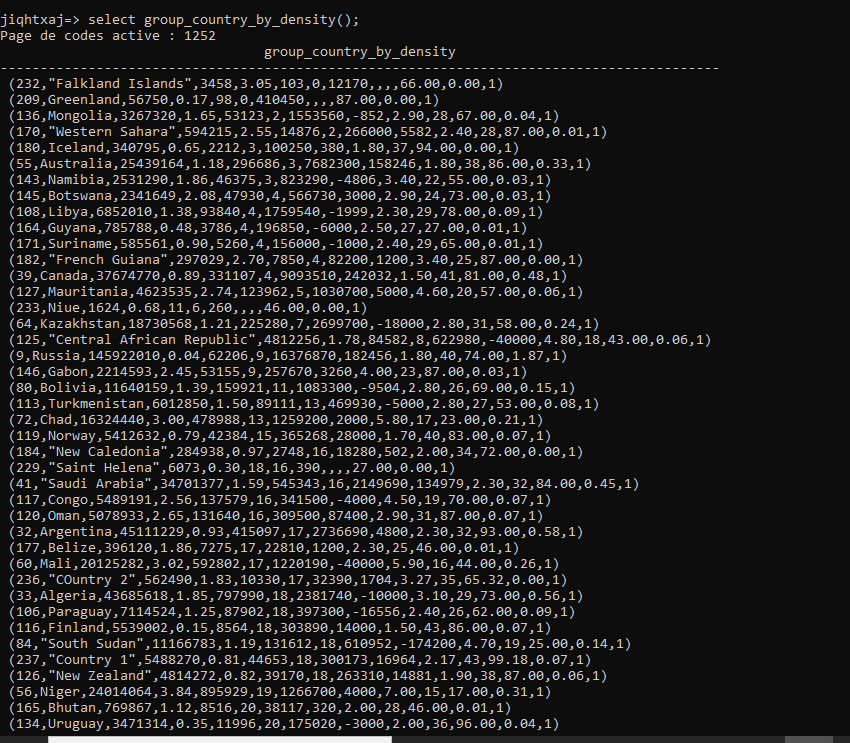 jiqhtxaj=> select group_country_by_density();
Page de codes active : 1252
group_country_by_density
-----------------------------------------------------------------------------------------
(232,"Falkland Islands",3458,3.05,103,0,12170,,,,66.00,0.00,1)
(209,Greenland,56750,0.17,98,0,410450,,,,87.00,0.00,1)
(136,Mongolia,3267320,1.65,53123,2,1553560,-852,2.90,28,67.00,0.04,1)
(170,"Western Sahara",594215,2.55,14876,2,266000,5582,2.40,28,87.00,0.01,1)
(180,Iceland,340795,0.65,2212,3,100250,380,1.80,37,94.00,0.00,1)
(55,Australia,25439164,1.18,296686,3,7682300,158246,1.80,38,86.00,0.33,1)
(143,Namibia,2531290,1.86,46375,3,823290,-4806,3.40,22,55.00,0.03,1)
(145,Botswana,2341649,2.08,47930,4,566730,3000,2.90,24,73.00,0.03,1)
(108,Libya,6852010,1.38,93840,4,1759540,-1999,2.30,29,78.00,0.09,1)
(164,Guyana,785788,0.48,3786,4,196850,-6000,2.50,27,27.00,0.01,1)
(171,Suriname,585561,0.90,5260,4,156000,-1000,2.40,29,65.00,0.01,1)
(182,"French Guiana",297029,2.70,7850,4,82200,1200,3.40,25,87.00,0.00,1)
(39,Canada,37674770,0.89,331107,4,9093510,242032,1.50,41,81.00,0.48,1)
(127,Mauritania,4623535,2.74,123962,5,1030700,5000,4.60,20,57.00,0.06,1)
(233,Niue,1624,0.68,11,6,260,,,,46.00,0.00,1)
(64,Kazakhstan,18730568,1.21,225280,7,2699700,-18000,2.80,31,58.00,0.24,1)
(125,"Central African Republic",4812256,1.78,84582,8,622980,-40000,4.80,18,43.00,0.06,1)
(9,Russia,145922010,0.04,62206,9,16376870,182456,1.80,40,74.00,1.87,1)
(146,Gabon,2214593,2.45,53155,9,257670,3260,4.00,23,87.00,0.03,1)
(80,Bolivia,11640159,1.39,159921,11,1083300,-9504,2.80,26,69.00,0.15,1)
(113,Turkmenistan,6012850,1.50,89111,13,469930,-5000,2.80,27,53.00,0.08,1)
(72,Chad,16324440,3.00,478988,13,1259200,2000,5.80,17,23.00,0.21,1)
(119,Norway,5412632,0.79,42384,15,365268,28000,1.70,40,83.00,0.07,1)
(184,"New Caledonia",284938,0.97,2748,16,18280,502,2.00,34,72.00,0.00,1)
(229,"Saint Helena",6073,0.30,18,16,390,,,,27.00,0.00,1)
(41,"Saudi Arabia",34701377,1.59,545343,16,2149690,134979,2.30,32,84.00,0.45,1)
(117,Congo,5489191,2.56,137579,16,341500,-4000,4.50,19,70.00,0.07,1)
(120,Oman,5078933,2.65,131640,16,309500,87400,2.90,31,87.00,0.07,1)
(32,Argentina,45111229,0.93,415097,17,2736690,4800,2.30,32,93.00,0.58,1)
(177,Belize,396120,1.86,7275,17,22810,1200,2.30,25,46.00,0.01,1)
(60,Mali,20125282,3.02,592802,17,1220190,-40000,5.90,16,44.00,0.26,1)
(236,"COuntry 2",562490,1.83,10330,17,32390,1704,3.27,35,65.32,0.00,1)
(33,Algeria,43685618,1.85,797990,18,2381740,-10000,3.10,29,73.00,0.56,1)
(106,Paraguay,7114524,1.25,87902,18,397300,-16556,2.40,26,62.00,0.09,1)
(116,Finland,5539002,0.15,8564,18,303890,14000,1.50,43,86.00,0.07,1)
(84,"South Sudan",11166783,1.19,131612,18,610952,-174200,4.70,19,25.00,0.14,1)
(237,"Country 1",5488270,0.81,44653,18,300173,16964,2.17,43,99.18,0.07,1)
(126,"New Zealand",4814272,0.82,39170,18,263310,14881,1.90,38,87.00,0.06,1)
(56,Niger,24014064,3.84,895929,19,1266700,4000,7.00,15,17.00,0.31,1)
(165,Bhutan,769867,1.12,8516,20,38117,320,2.00,28,46.00,0.01,1)
(134,Uruguay,3471314,0.35,11996,20,175020,-3000,2.00,36,96.00,0.04,1)